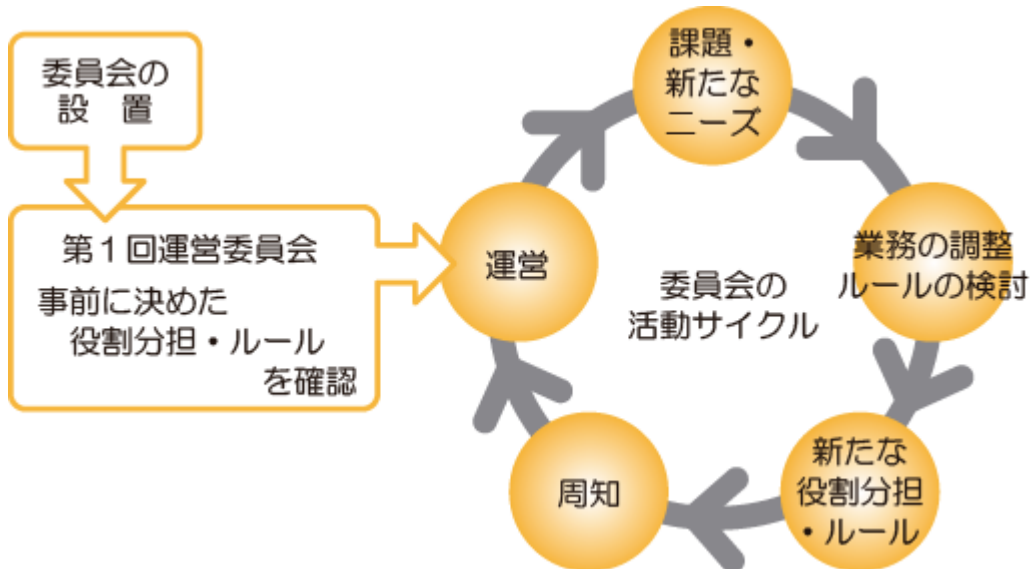 委員会の
設　置
第１回運営委員会
事前に決めた
役割分担・ルール
を確認
運営
課題・
新たな
ニーズ
業務の調整
ルールの検討
新たな
役割分担
・ルール
周知
委員会の
活動サイクル